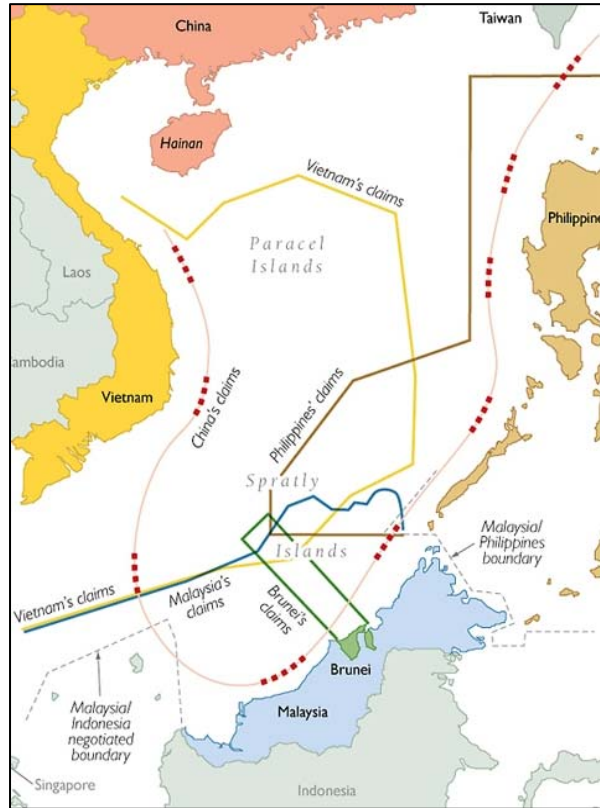 China
Taiwan
Hainan
Vietnam's claims
Philippine
Paracel
Islands
Laos
ambodia
Vietnam
China's claims
Philippines' claims
Spratly
Islands
Malaysia/
Philippines
boundary
Vietnam's claims
Malaysia's
claims
Brunei's
claims
Brunei
Malaysia/
Indonesia
negotiated
boundary
Malaysia
Singapore
Indonesia